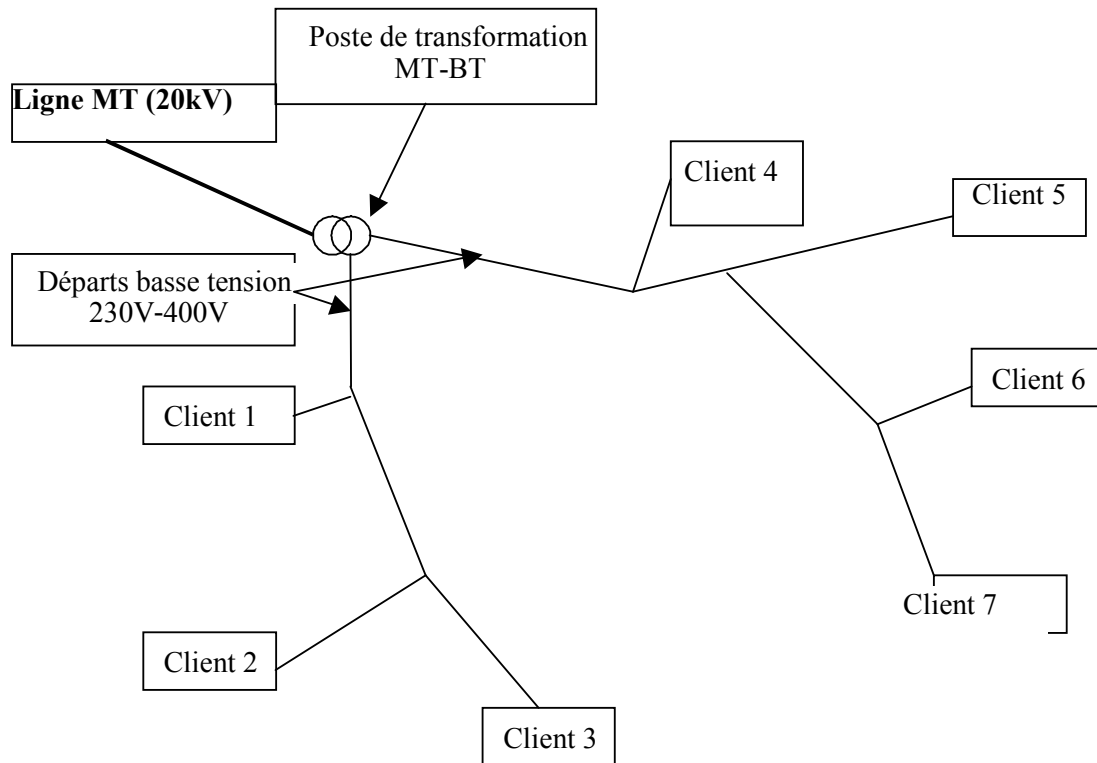 Poste de transformation
MT-BT
Ligne MT (20kV)
Client 4
Client 5
Départs basse tension
230V-400V
Client 6
Client 1
Client 7
Client 2
Client 3